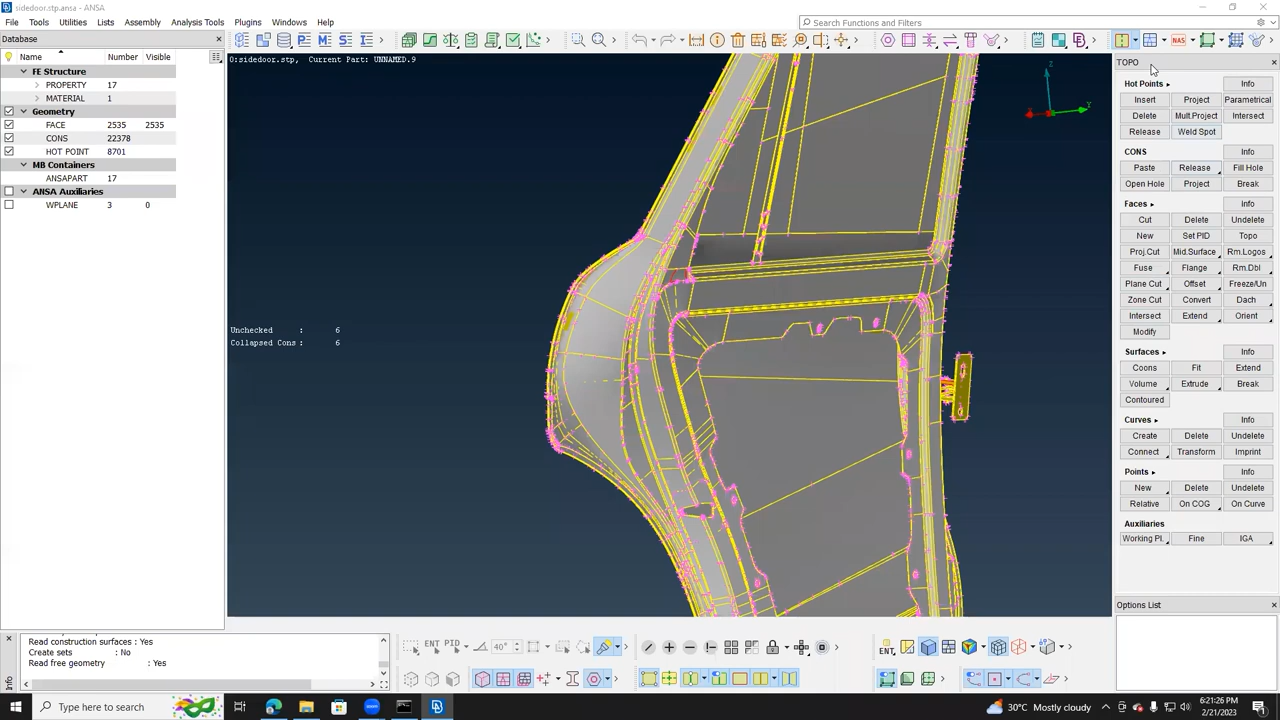 sidedoor.stp.ansa - ANSA
File Tools Utilities Lists Assembly Analysis Tools Plugins Windows Help
Search Functions and Filters
Database
Name Number Visible
FE Structure
PROPERTY 17
MATERIAL 1
Geometry
FACE 2535 2535
CONS 22378
HOT POINT 8701
MB Containers
ANSAPART 17
ANSA Auxiliaries
WPLANE 3 0
0:sidedoor.stp, Current Part: UNNAMED.9
Unchecked : 6
Collapsed Cons : 6
Z
Y
X
NAS
TOPO
Hot Points Info
Insert Project Parametrical
Delete Mult.Project Intersect
Release Weld Spot
CONS Info
Paste Release Fill Hole
Open Hole Project Break
Faces Info
Cut Delete Undelete
New Set PID Topo
Proj.Cut Mid.Surface Rm.Logos
Fuse Flange Rm.Dbl
Plane Cut Offset Freeze/Un
Zone Cut Convert Dach
Intersect Extend Orient
Modify
Surfaces Info
Coons Fit Extend
Volume Extrude Break
Contoured
Curves Info
Create Delete Undelete
Connect Transform Imprint
Points Info
New Delete Undelete
Relative On COG On Curve
Auxiliaries
Working Pl. Fine IGA
Options List
Read construction surfaces : Yes
Create sets : No
Read free geometry : Yes
Info
ENT PID 40°
ENT.
Type here to search
30°C Mostly cloudy
6:21:26 PM
2/21/2023